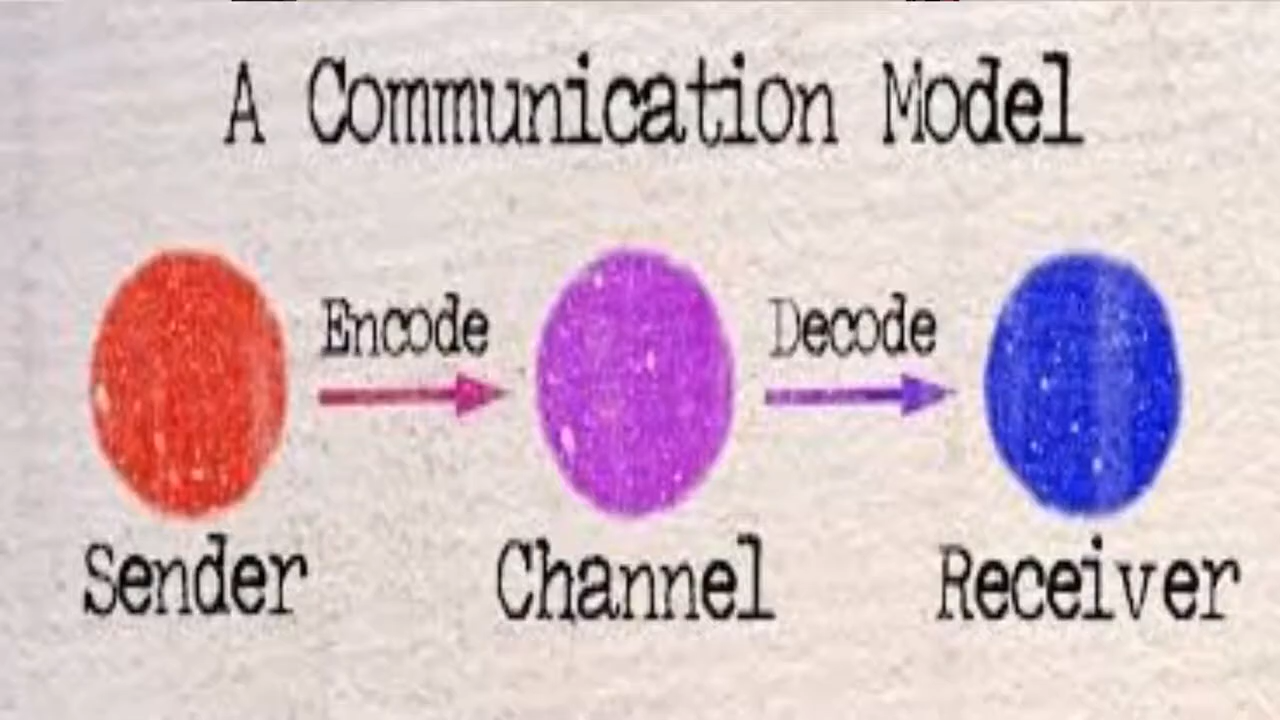 A Communication Model
Encode
Decode
Sender
Channel
Receiver